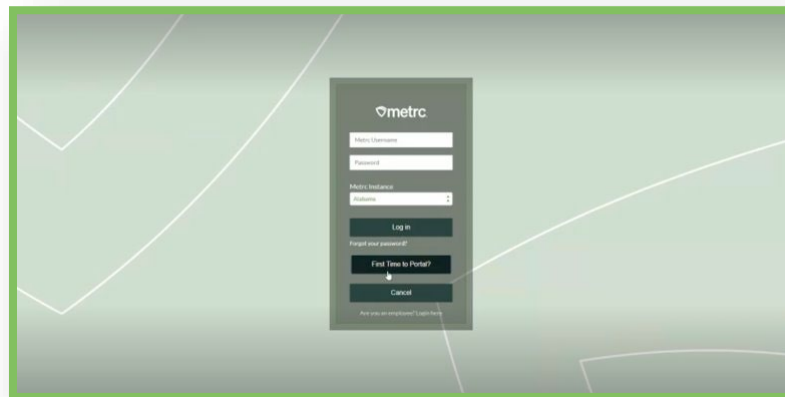 metrc
Metrc Username
Password
Metrc Instance
Alabama
Log in
Forgot your password?
First Time to Portal?
Cancel
Are you an employee? Login here